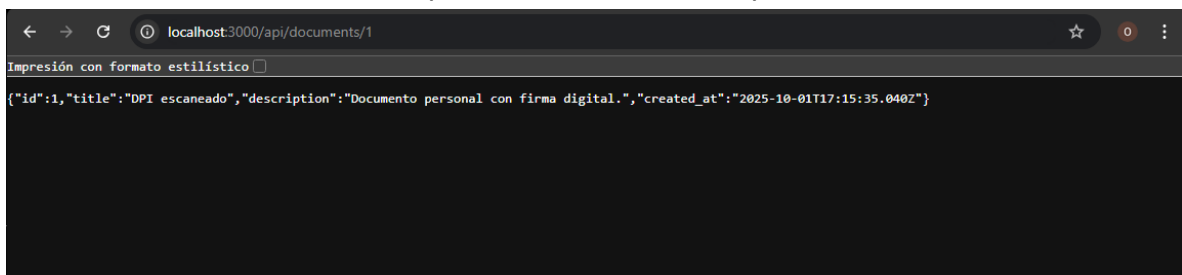 localhost:3000/api/documents/1
O
Impresión con formato estilístico
{"id":1,"title":"DPI escaneado","description":"Documento personal con firma digital.","created_at":"2025-10-01T17:15:35.040Z"}